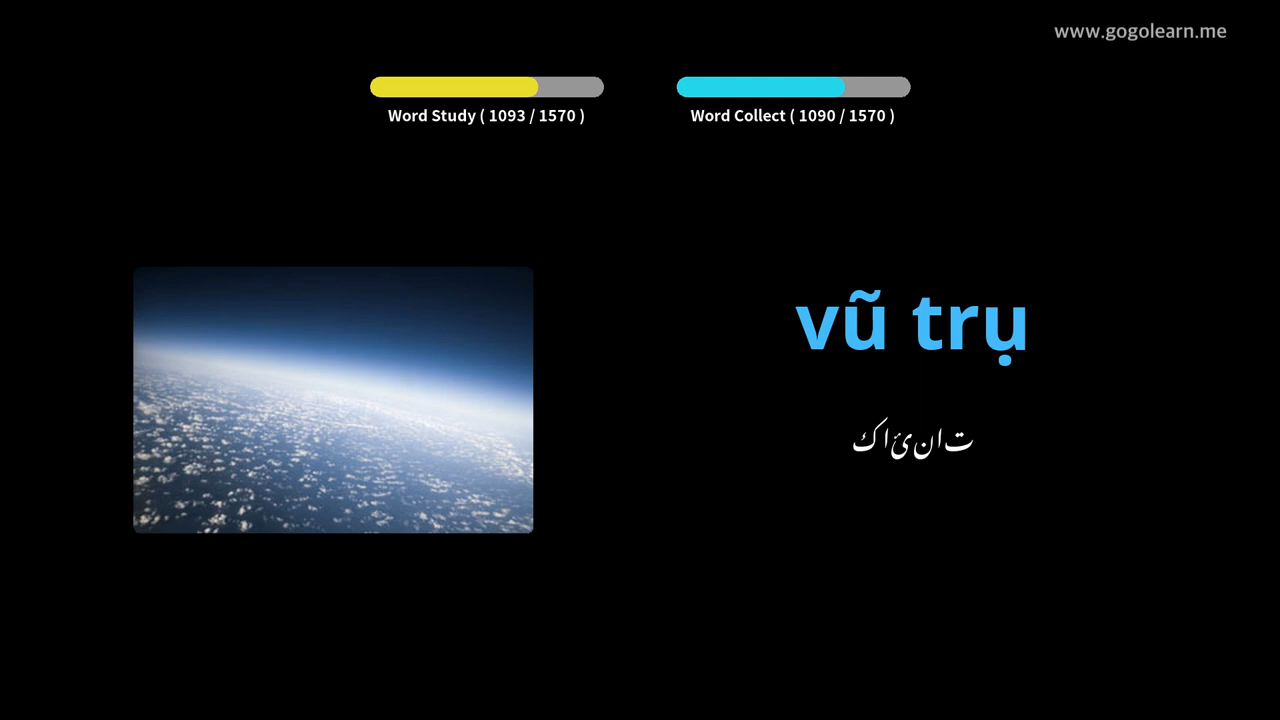 www.gogolearn.me
Word Study ( 1093 / 1570 )
Word Collect ( 1090 / 1570 )
vũ trụ
کائنات